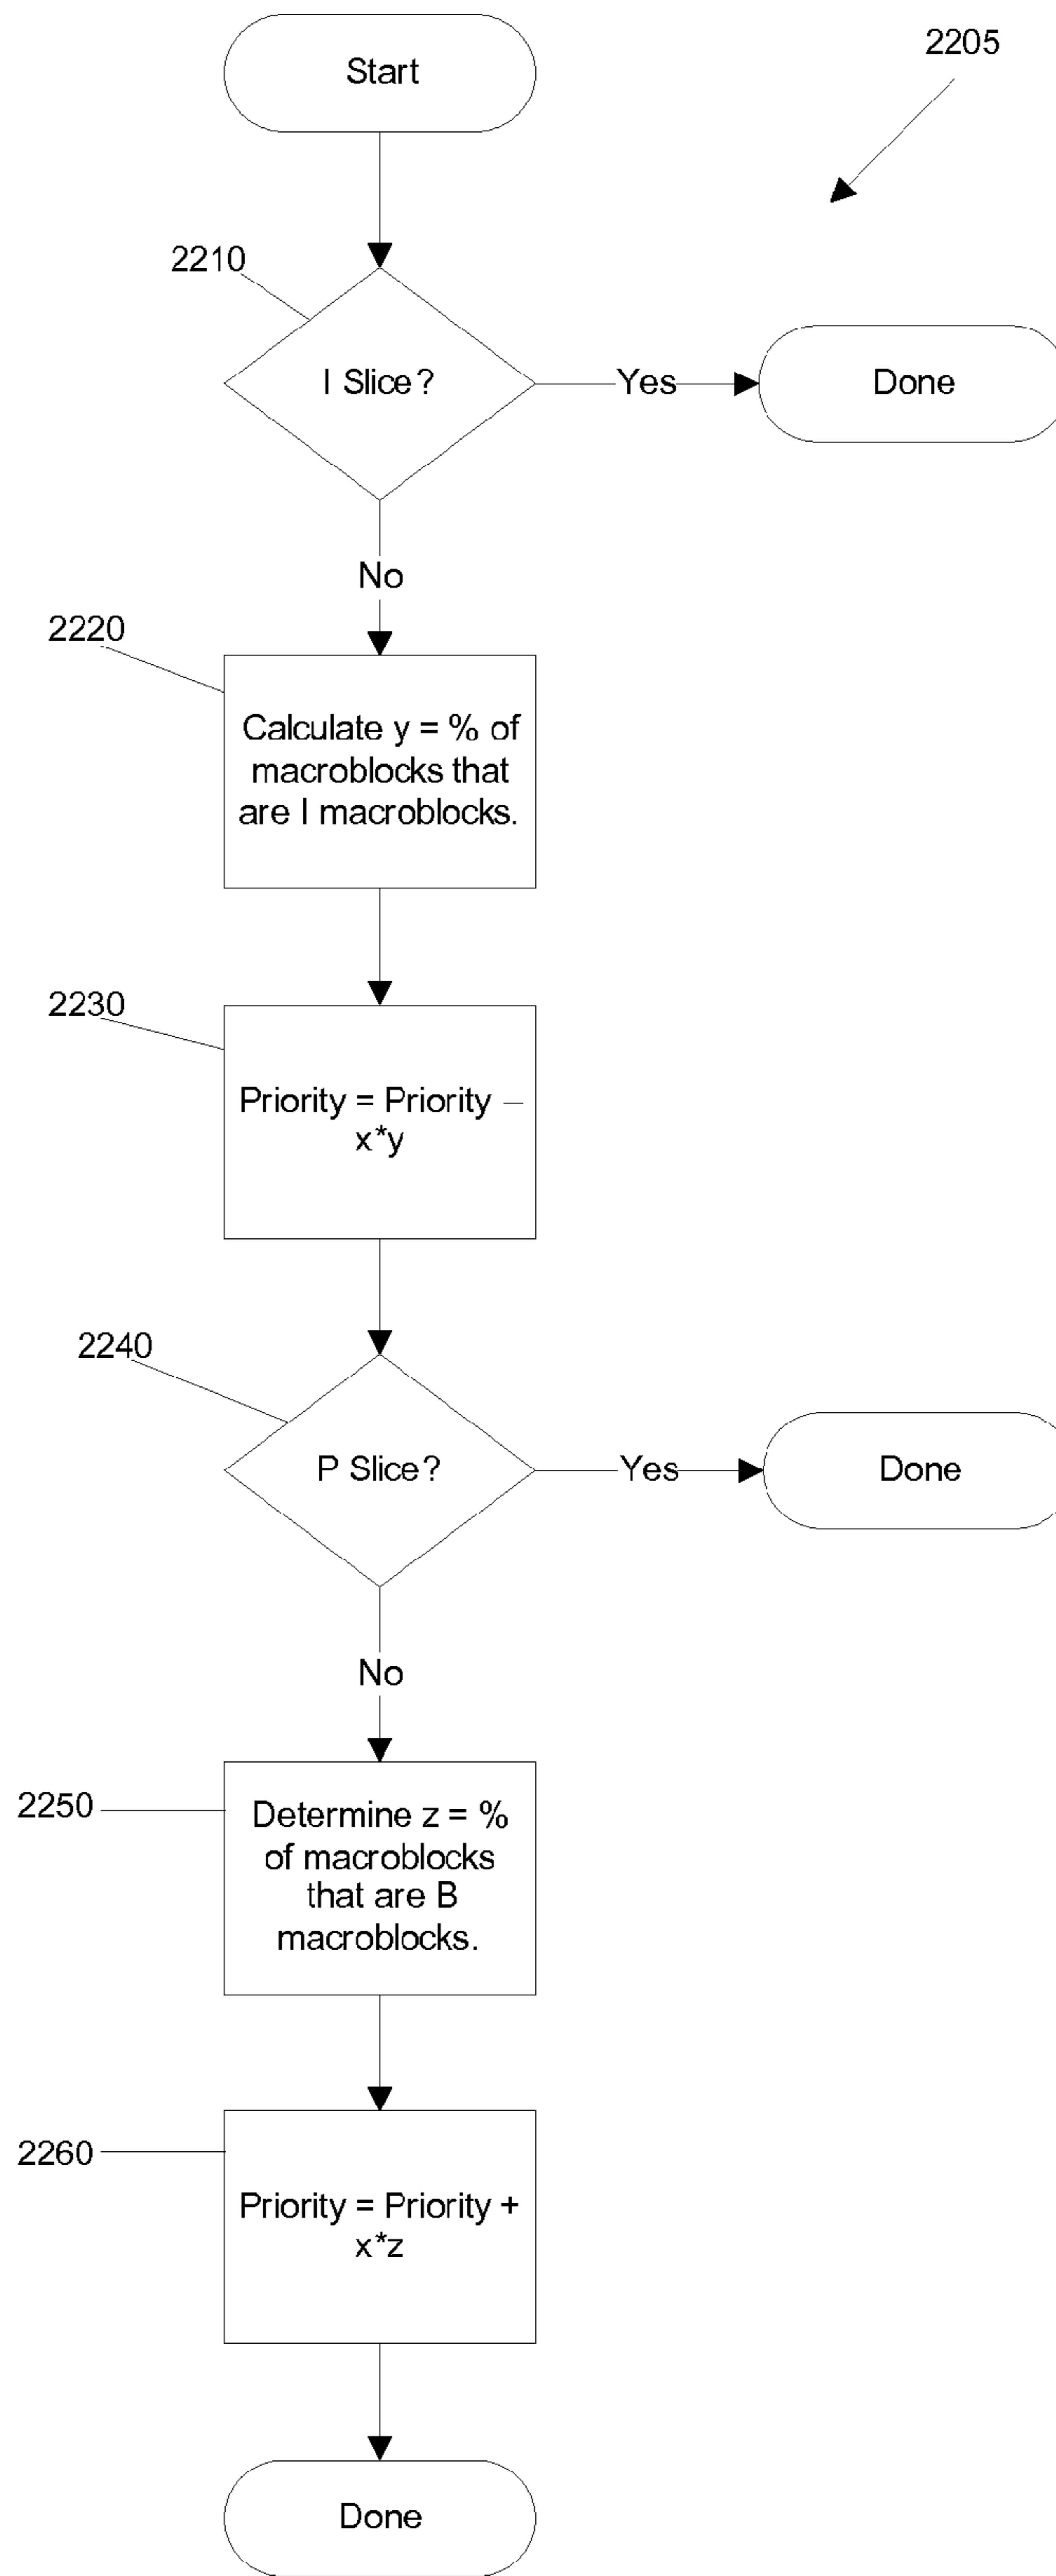 Start
2205
2210
I Slice?
Yes
Done
No
2220
Calculate y = % of
macroblocks that
are I macroblocks.
2230
Priority = Priority –
x*y
2240
P Slice?
Yes
Done
No
2250
Determine z = %
of macroblocks
that are B
macroblocks.
2260
Priority = Priority +
x*z
Done